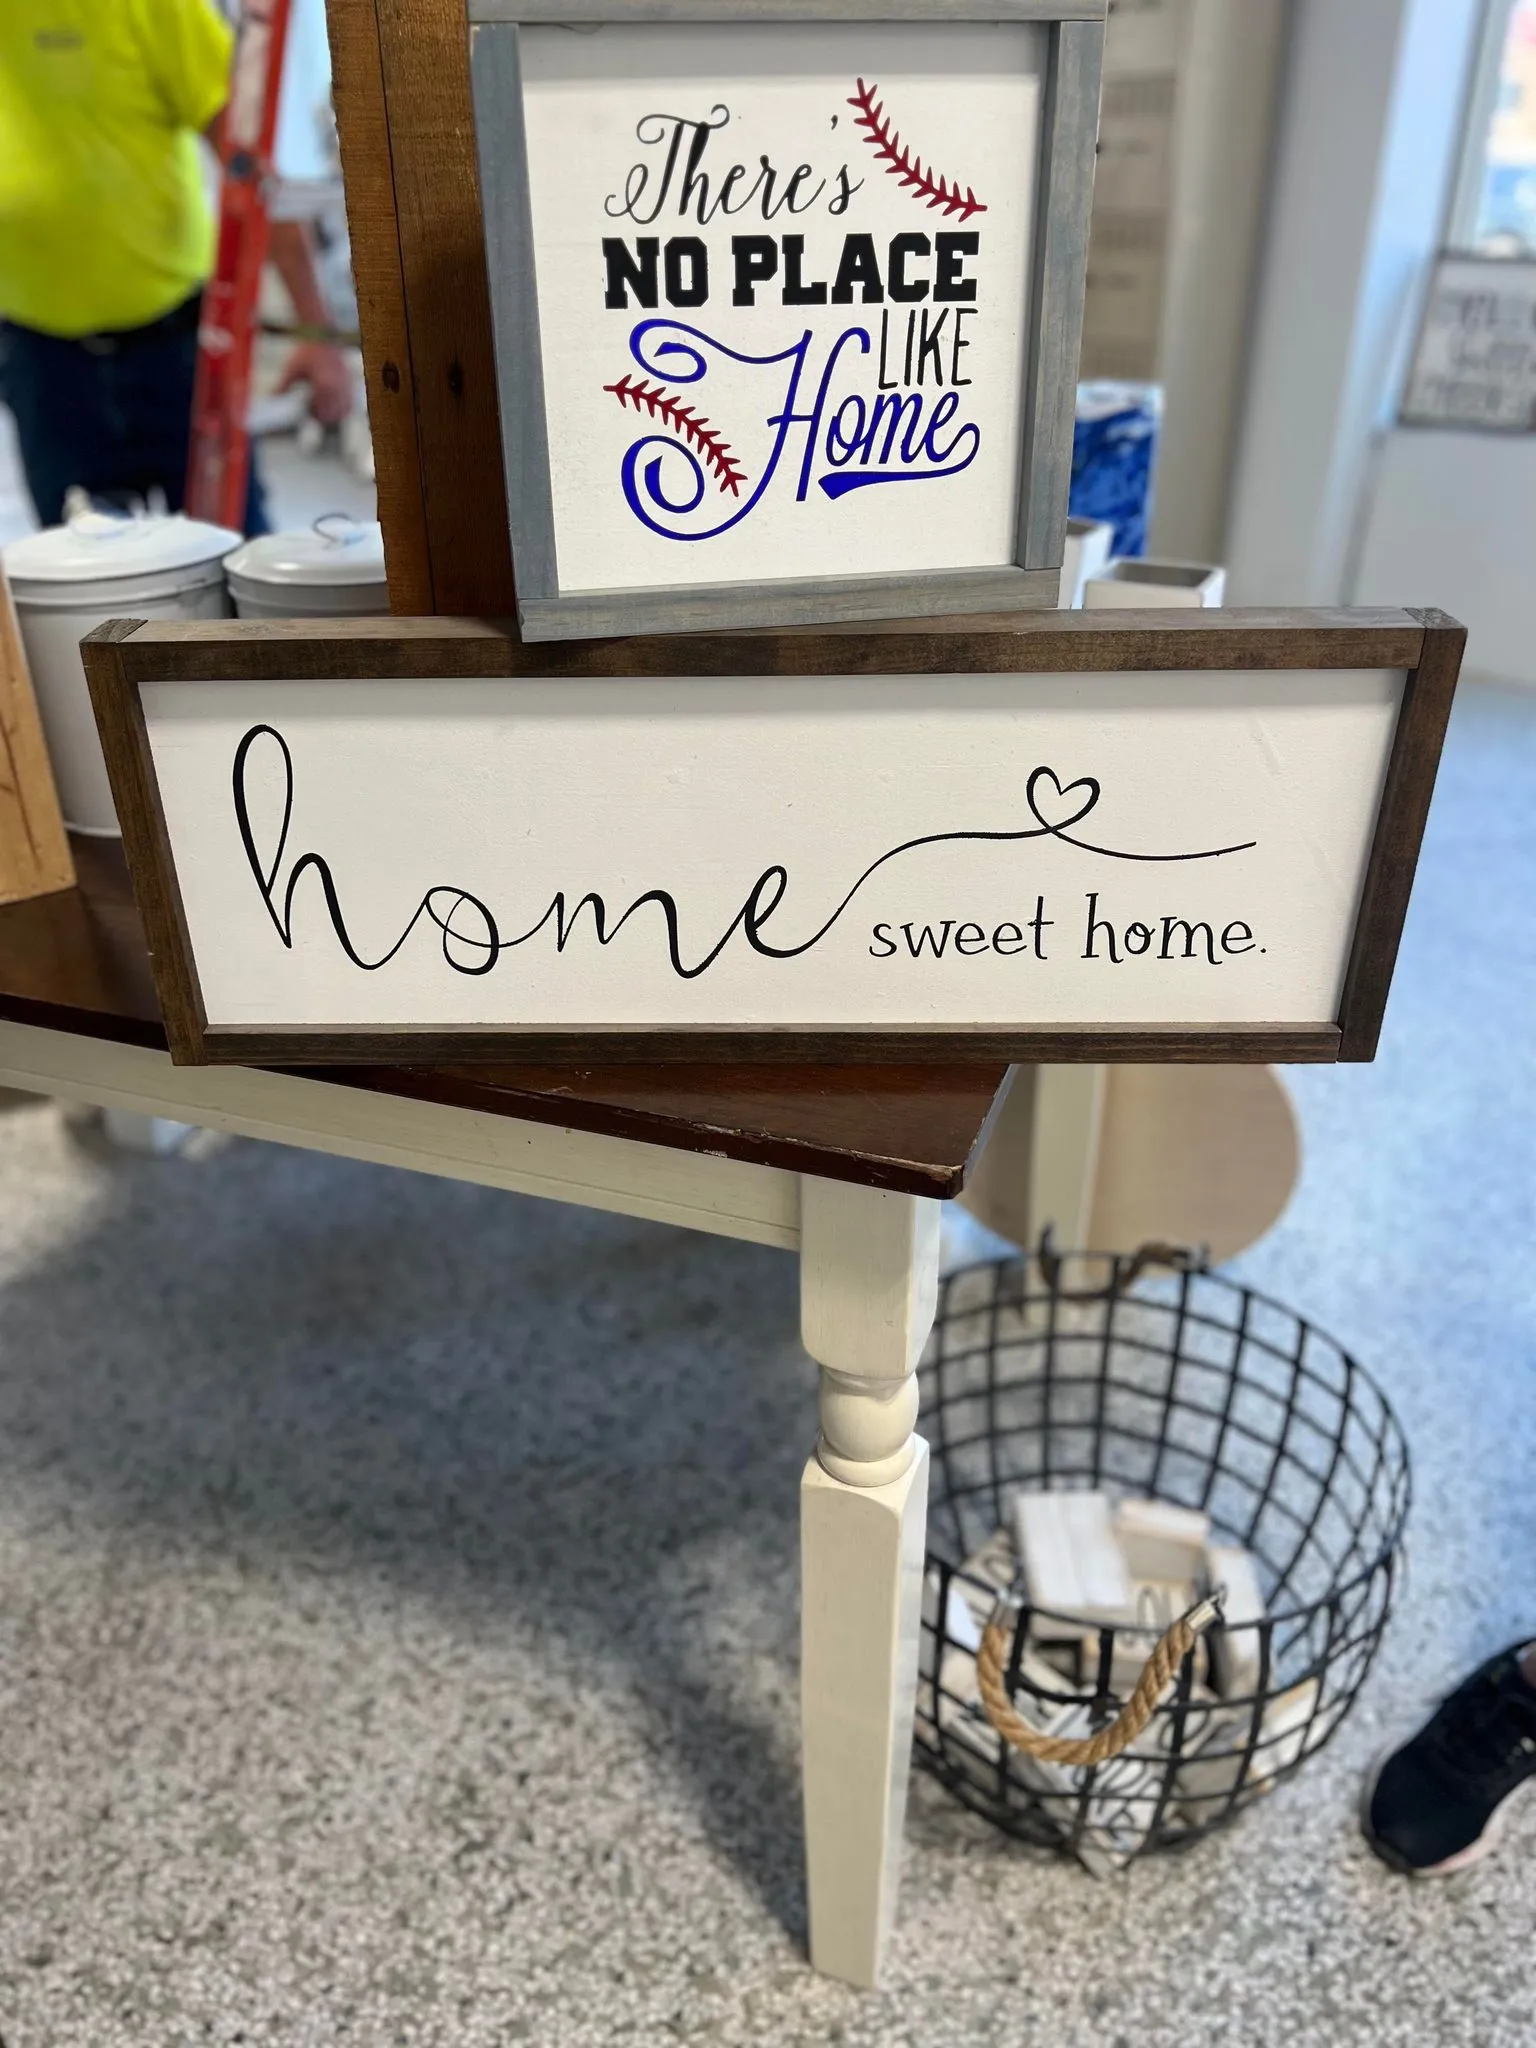 There's
NO PLACE
LIKE
Home
home
sweet home.